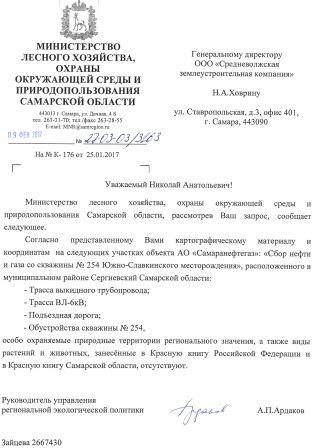 МИНИСТЕРСТВО
ЛЕСНОГО ХОЗЯЙСТВА,
ОХРАНЫ
ОКРУЖАЮЩЕЙ СРЕДЫ И
ПРИРОДОПОЛЬЗОВАНИЯ
САМАРСКОЙ ОБЛАСТИ
443013 г. Самара, ул. Дачная, 4 Б
тел. 263-31-70; тел./факс 263-28-55
E-mail: MNR@samregion.ru
09 ФЕВ 2017 № 2703-03/3163
На № К- 176 от 25.01.2017
Генеральному директору
ООО «Средневолжская
землеустроительная компания»
Н.А.Ховрину
ул. Ставропольская, д.3, офис 401,
г. Самара, 443090
Уважаемый Николай Анатольевич!
Министерство лесного хозяйства, охраны окружающей среды и
природопользования Самарской области, рассмотрев Ваш запрос, сообщает
следующее.
Согласно представленному Вами картографическому материалу и
координатам на следующих участках объекта АО «Самаранефтегаз»: «Сбор нефти
и газа со скважины № 254 Южно-Славкинского месторождения», расположенного в
муниципальном районе Сергиевский Самарской области:
- Трасса выкидного трубопровода;
- Трасса ВЛ-6кВ;
- Подъездная дорога;
- Обустройства скважины № 254,
особо охраняемые природные территории регионального значения, а также виды
растений и животных, занесённые в Красную книгу Российской Федерации и
в Красную книгу Самарской области, отсутствуют.
Руководитель управления
региональной экологической политики
А.П.Ардаков
Зайцева 2667430